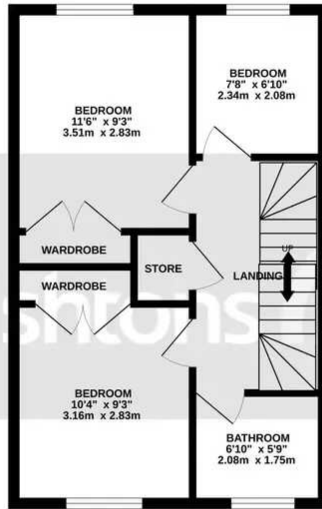 BEDROOM
11'6" x 9'3"
3.51m x 2.83m
BEDROOM
7'8" x 6'10"
2.34m x 2.08m
WARDROBE
STORE
UP
LANDING
WARDROBE
BEDROOM
10'4" x 9'3"
3.16m x 2.83m
BATHROOM
6'10" x 5'9"
2.08m x 1.75m